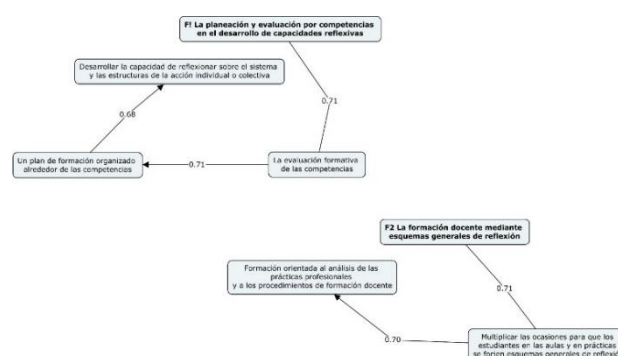 F! La planeación y evaluación por competencias
en el desarrollo de capacidades reflexivas
Desarrollar la capacidad de reflexionar sobre el sistema
y las estructuras de la acción individual o colectiva
0.71
0.68
Un plan de formación organizado
alrededor de las competencias
0.71
La evaluación formativa
de las competencias
F2 La formación docente mediante
esquemas generales de reflexión
Formación orientada al análisis de las
prácticas profesionales
y a los procedimientos de formación docente
0.71
0.70
Multiplicar las ocasiones para que los
estudiantes en las aulas y en prácticas
se forjen esquemas generales de